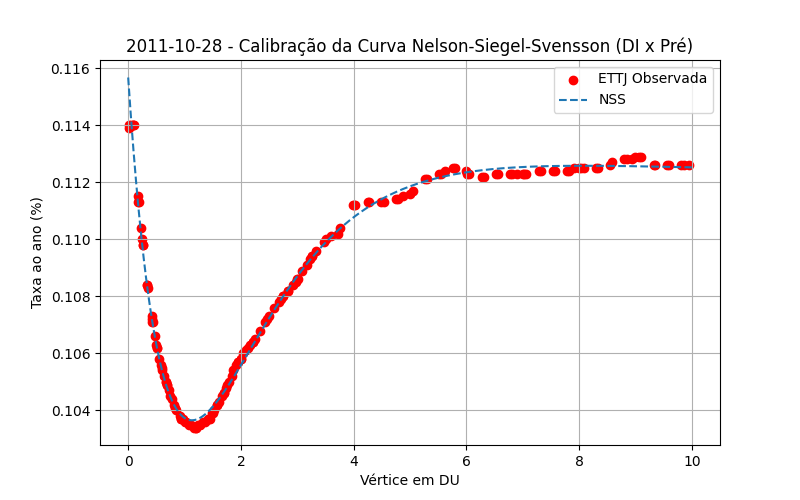 2011-10-28 - Calibração da Curva Nelson-Siegel-Svensson (DI x Pré)
ETTJ Observada
NSS
Taxa ao ano (%)
0.116
0.114
0.112
0.110
0.108
0.106
0.104
0 2 4 6 8 10
Vértice em DU